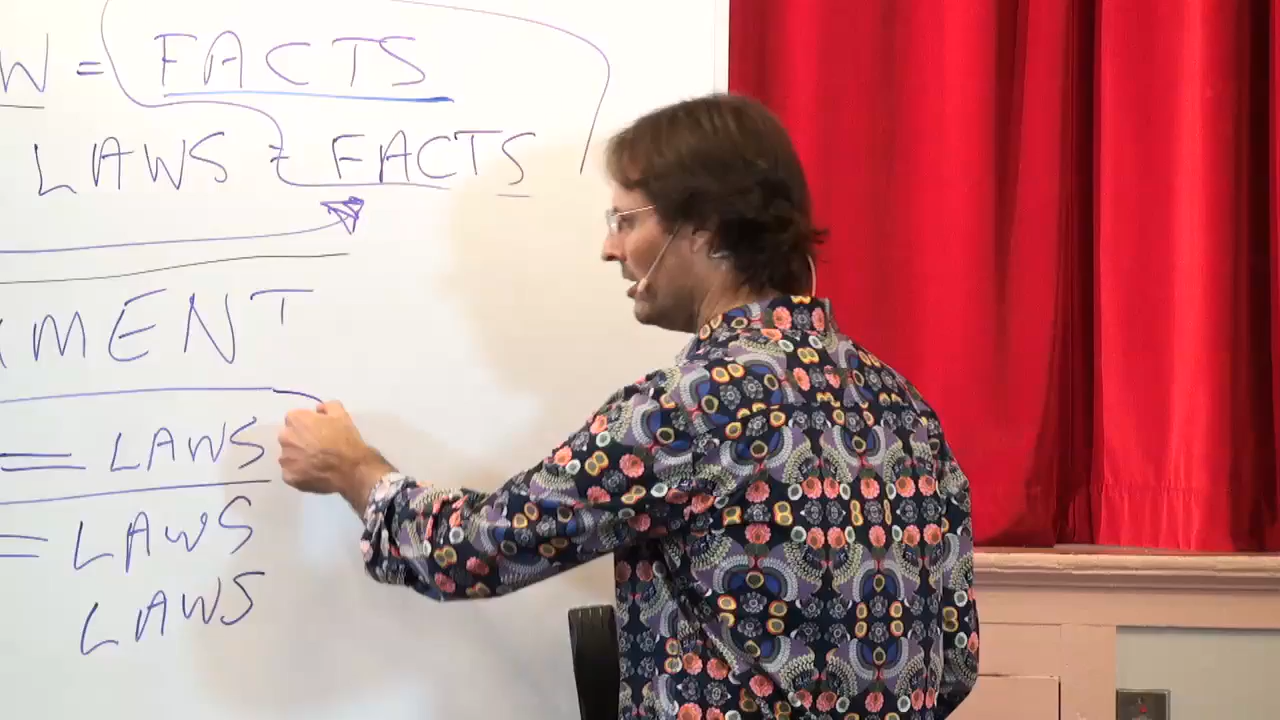 W = FACTS
LAWS = FACTS
MENT
= LAWS
= LAWS
LAWS